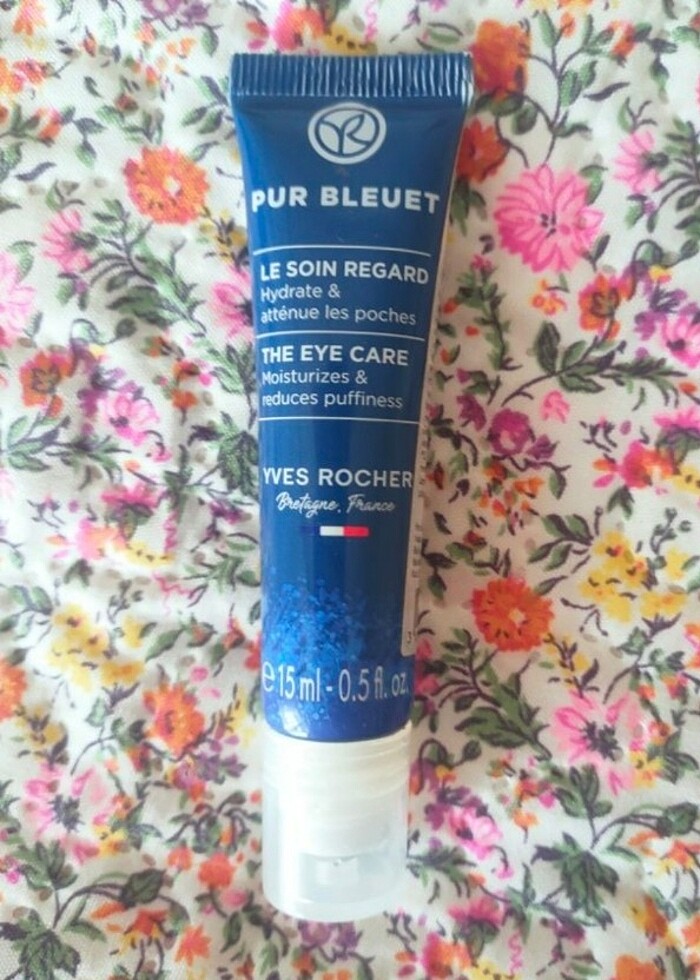 PUR BLEUET
LE SOIN REGARD
Hydrate &
atténue les poches
THE EYE CARE
Moisturizes &
reduces puffiness
YVES ROCHER
Bretagne, France
e 15 ml - 0.5 fl. oz.
3